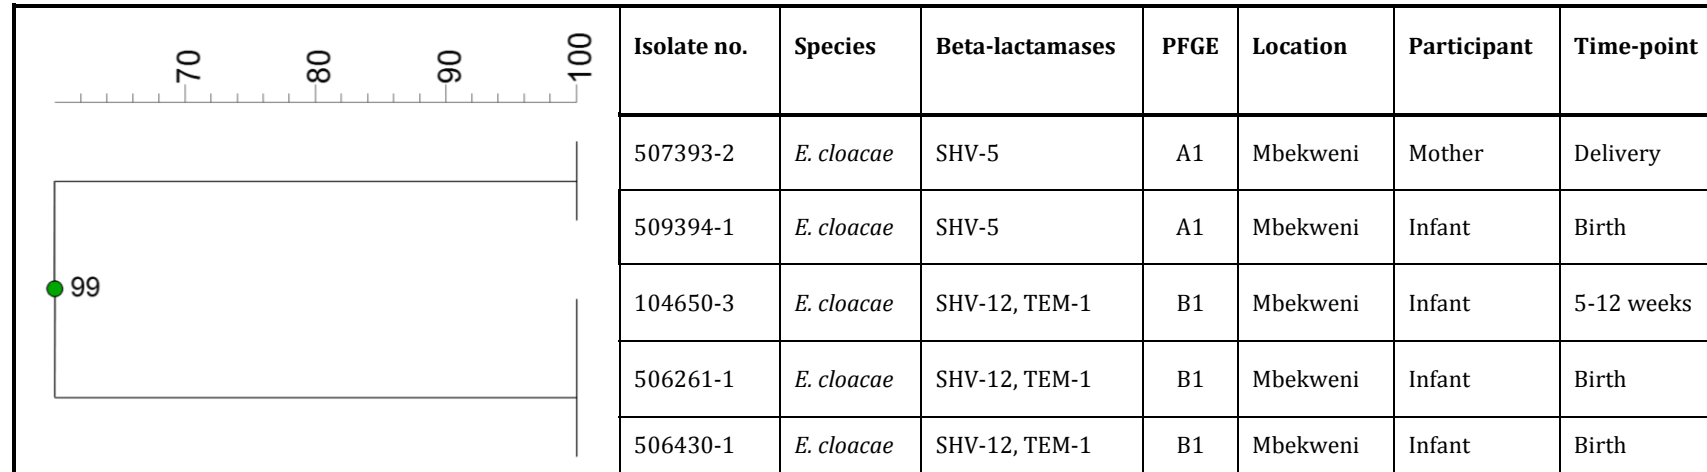 70 80 90 100
Isolate no. Species Beta-lactamases PFGE Location Participant Time-point
507393-2 E. cloacae SHV-5 A1 Mbekweni Mother Delivery
509394-1 E. cloacae SHV-5 A1 Mbekweni Infant Birth
99
104650-3 E. cloacae SHV-12, TEM-1 B1 Mbekweni Infant 5-12 weeks
506261-1 E. cloacae SHV-12, TEM-1 B1 Mbekweni Infant Birth
506430-1 E. cloacae SHV-12, TEM-1 B1 Mbekweni Infant Birth